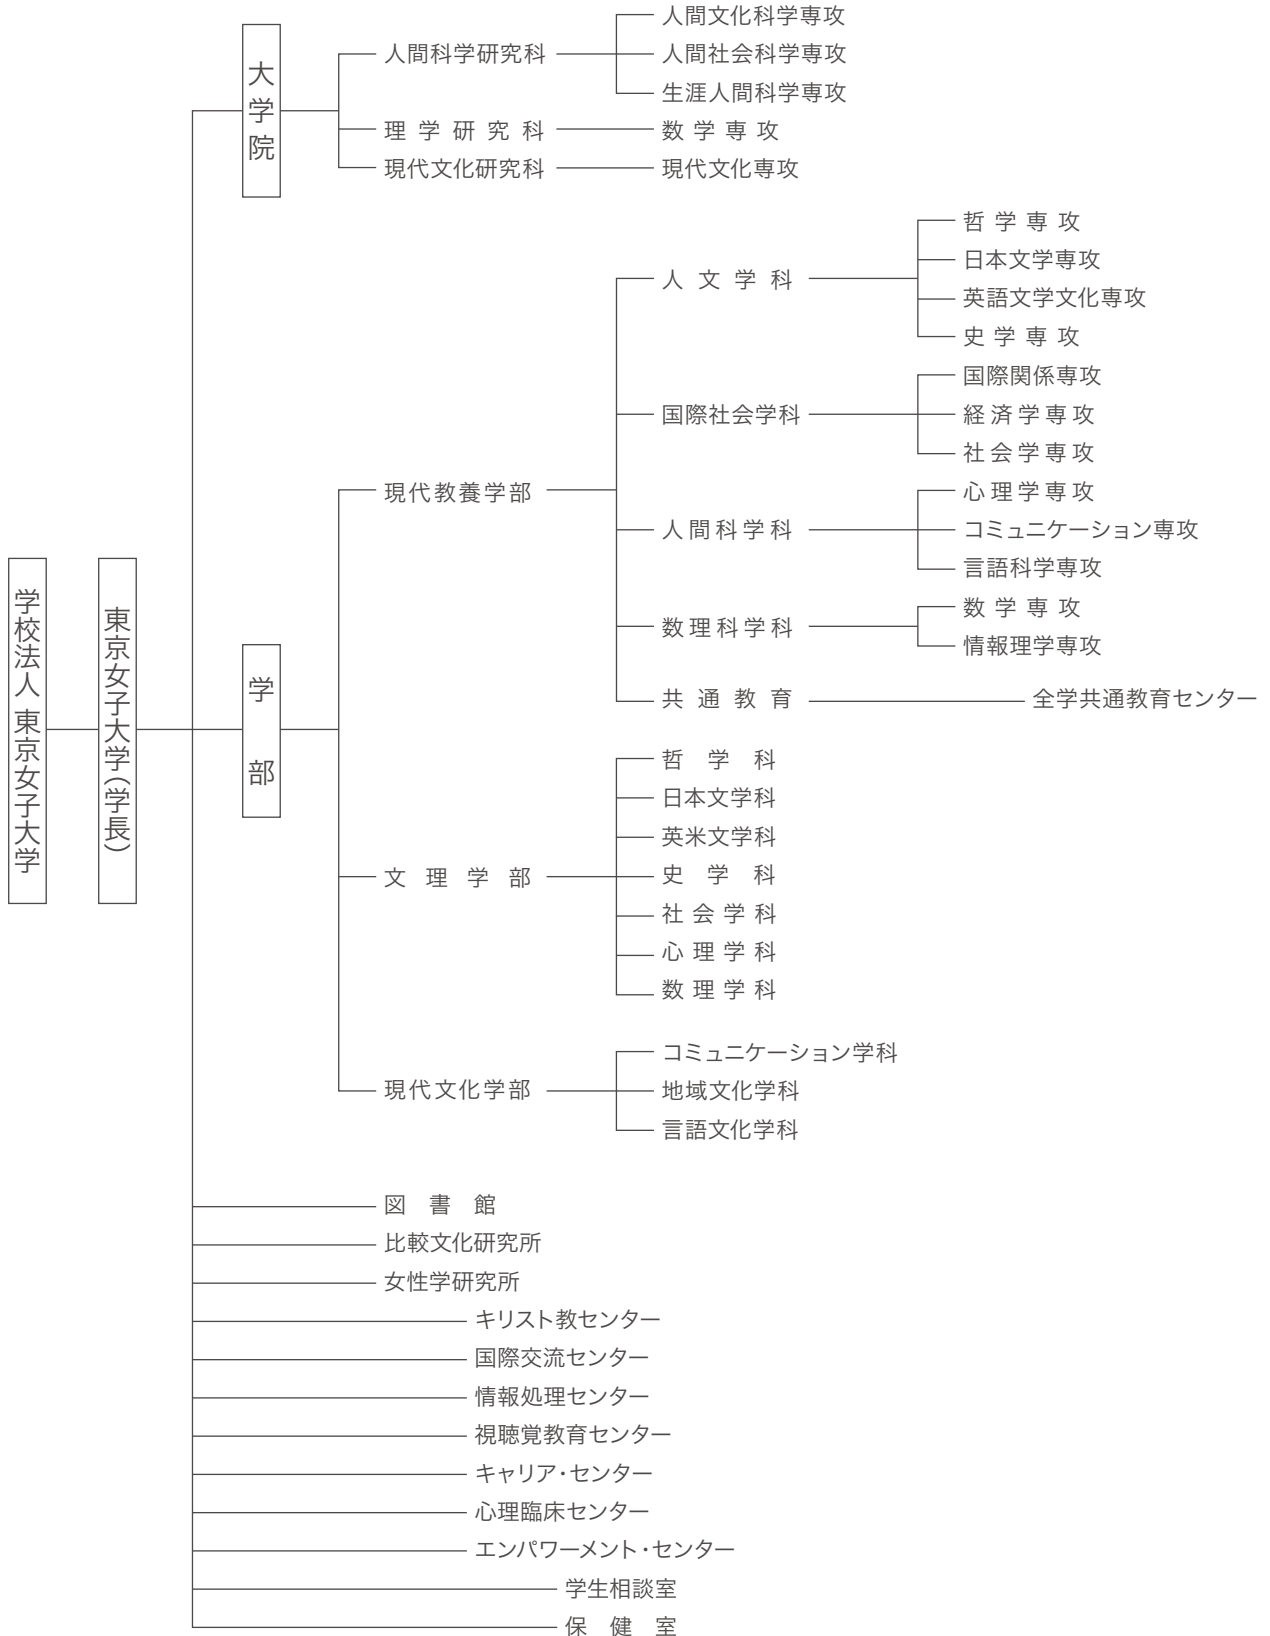 学校法人 東京女子大学
東京女子大学(学長)
大学院
人間科学研究科
人間文化科学専攻
人間社会科学専攻
生涯人間科学専攻
理学研究科
数学専攻
現代文化研究科
現代文化専攻
学部
現代教養学部
人文学科
哲学専攻
日本文学専攻
英語文学文化専攻
史学専攻
国際社会学科
国際関係専攻
経済学専攻
社会学専攻
人間科学科
心理学専攻
コミュニケーション専攻
言語科学専攻
数理科学科
数学専攻
情報理学専攻
共通教育
全学共通教育センター
文理学部
哲学科
日本文学科
英米文学科
史学科
社会学科
心理学科
数理学科
現代文化学部
コミュニケーション学科
地域文化学科
言語文化学科
図書館
比較文化研究所
女性学研究所
キリスト教センター
国際交流センター
情報処理センター
視聴覚教育センター
キャリア・センター
心理臨床センター
エンパワーメント・センター
学生相談室
保健室